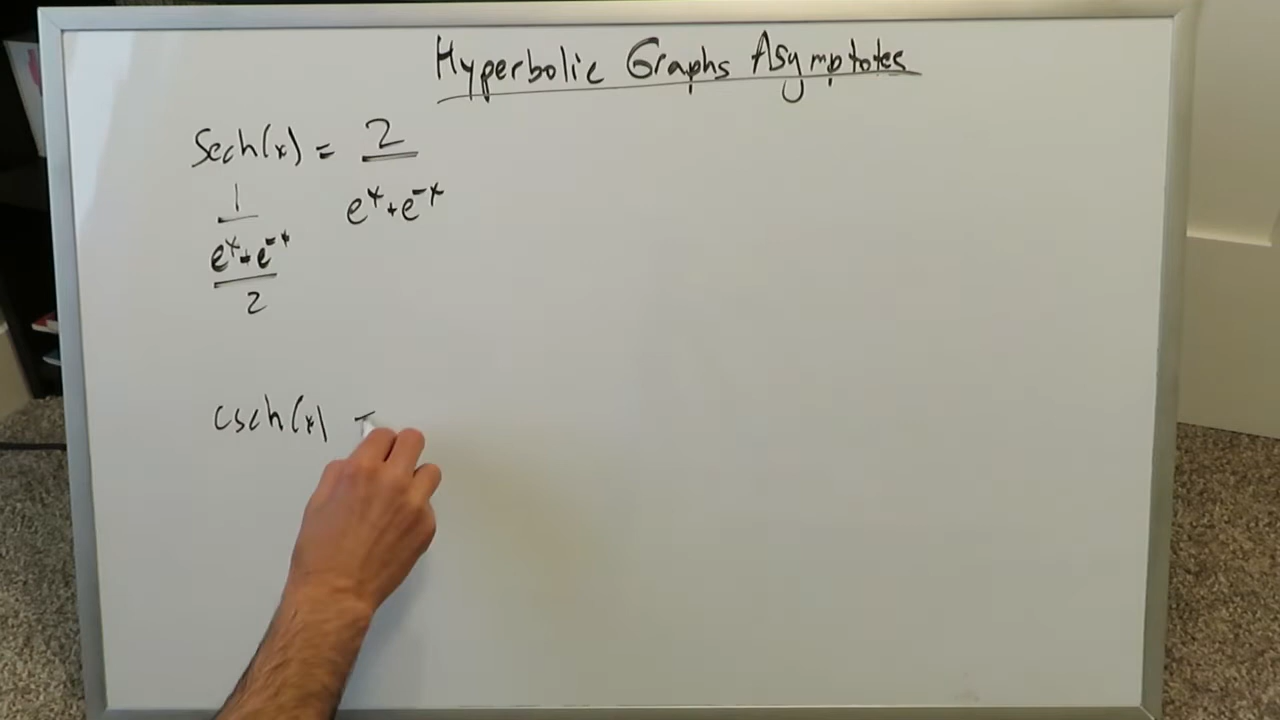 Hyperbolic Graphs Asymptotes
Sech(x) = 2 / e^x + e^-x
1 / e^x + e^-x / 2
csch(x) =